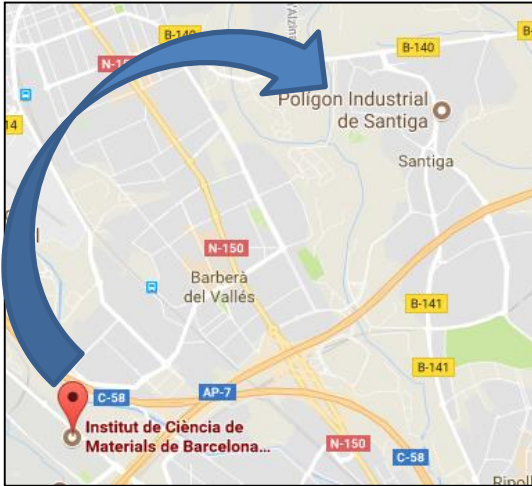 B-140
N-150
B-140
Polígon Industrial
de Santiga
14
Santiga
N-150
Barberà
del Vallès
B-141
B-141
C-58
AP-7
Institut de Ciència de
Materials de Barcelona...
N-150
C-58